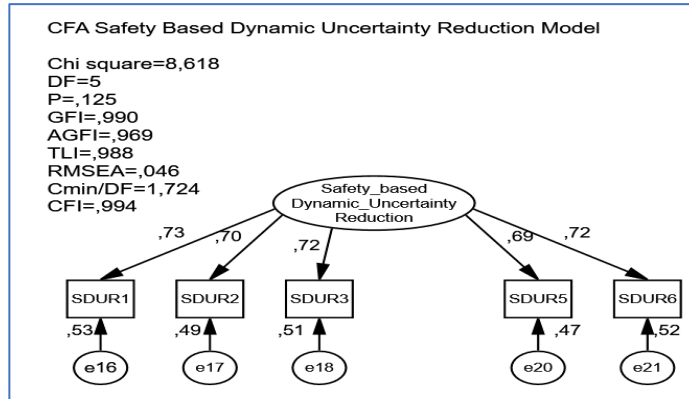 CFA Safety Based Dynamic Uncertainty Reduction Model
Chi square=8,618
DF=5
P=,125
GFI=,990
AGFI=,969
TLI=,988
RMSEA=,046
Cmin/DF=1,724
CFI=,994
Safety_based
Dynamic_Uncertainty
Reduction
,73 ,70 ,72 ,69 ,72
SDUR1 SDUR2 SDUR3 SDUR5 SDUR6
,53 ,49 ,51 ,47 ,52
e16 e17 e18 e20 e21